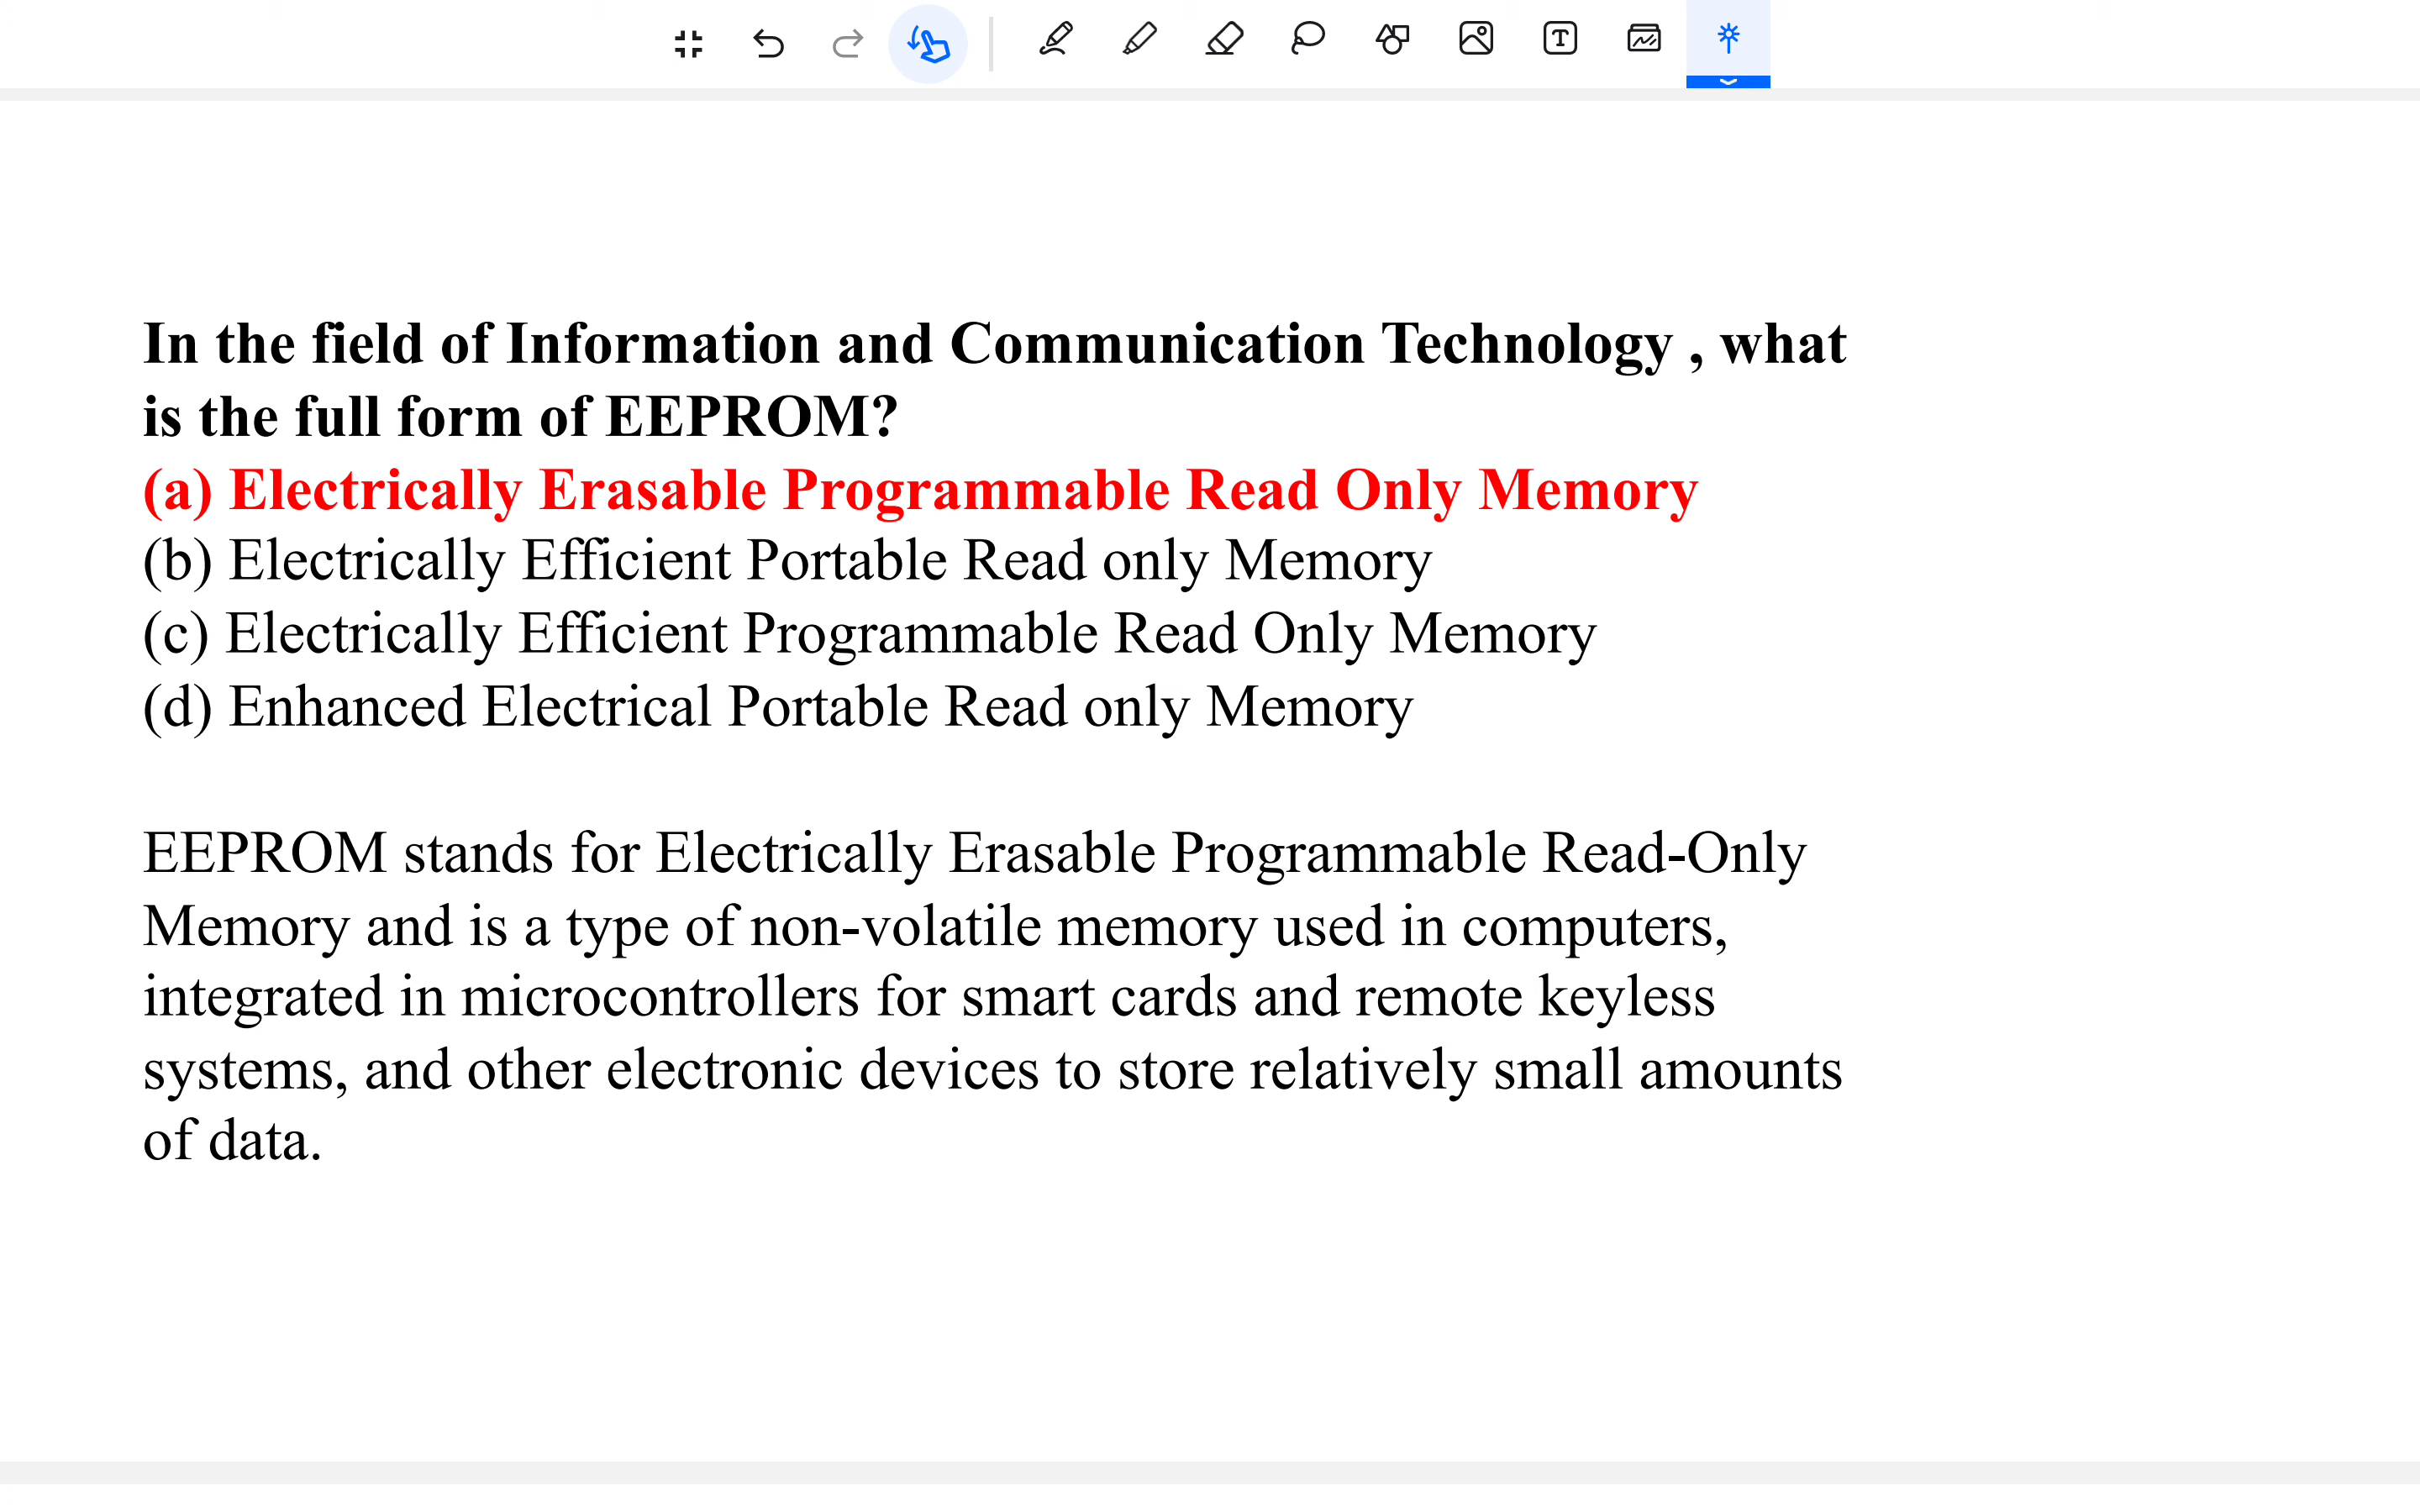 In the field of Information and Communication Technology , what
is the full form of EEPROM?
(a) Electrically Erasable Programmable Read Only Memory
(b) Electrically Efficient Portable Read only Memory
(c) Electrically Efficient Programmable Read Only Memory
(d) Enhanced Electrical Portable Read only Memory
EEPROM stands for Electrically Erasable Programmable Read-Only
Memory and is a type of non-volatile memory used in computers,
integrated in microcontrollers for smart cards and remote keyless
systems, and other electronic devices to store relatively small amounts
of data.